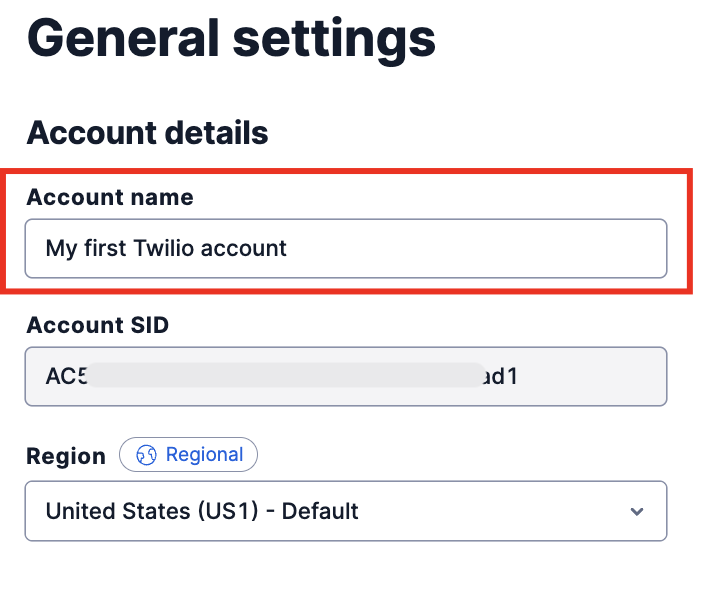 General settings
Account details
Account name
My first Twilio account
Account SID
AC5 ad1
Region Regional
United States (US1) - Default